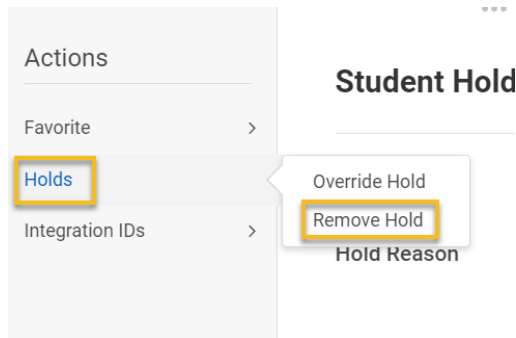 Actions
Student Hold
Favorite
Holds
Override Hold
Remove Hold
Integration IDs
Hold Reason